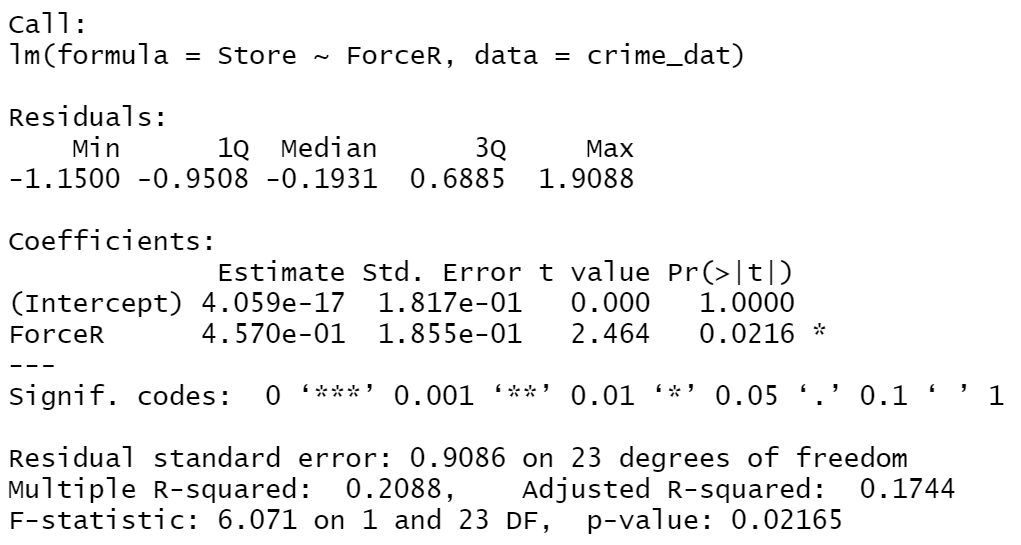 Call:
lm(formula = Store ~ ForceR, data = crime_dat)
Residuals:
Min 1Q Median 3Q Max
-1.1500 -0.9508 -0.1931 0.6885 1.9088
Coefficients:
Estimate Std. Error t value Pr(>|t|)
(Intercept) 4.059e-17 1.817e-01 0.000 1.0000
ForceR 4.570e-01 1.855e-01 2.464 0.0216 *
---
Signif. codes: 0 ‘***’ 0.001 ‘**’ 0.01 ‘*’ 0.05 ‘.’ 0.1 ‘ ’ 1
Residual standard error: 0.9086 on 23 degrees of freedom
Multiple R-squared: 0.2088, Adjusted R-squared: 0.1744
F-statistic: 6.071 on 1 and 23 DF, p-value: 0.02165